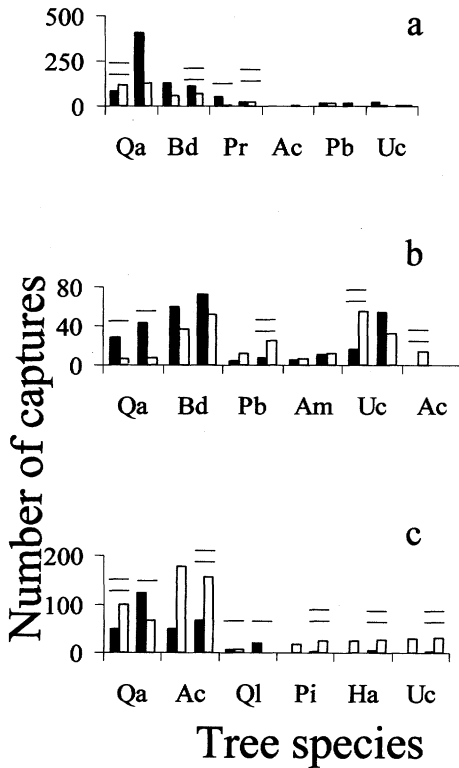 a
500
250
0
Qa Bd Pr Ac Pb Uc
b
80
40
0
Qa Bd Pb Am Uc Ac
c
200
100
0
Qa Ac Ql Pi Ha Uc
Number of captures
Tree species